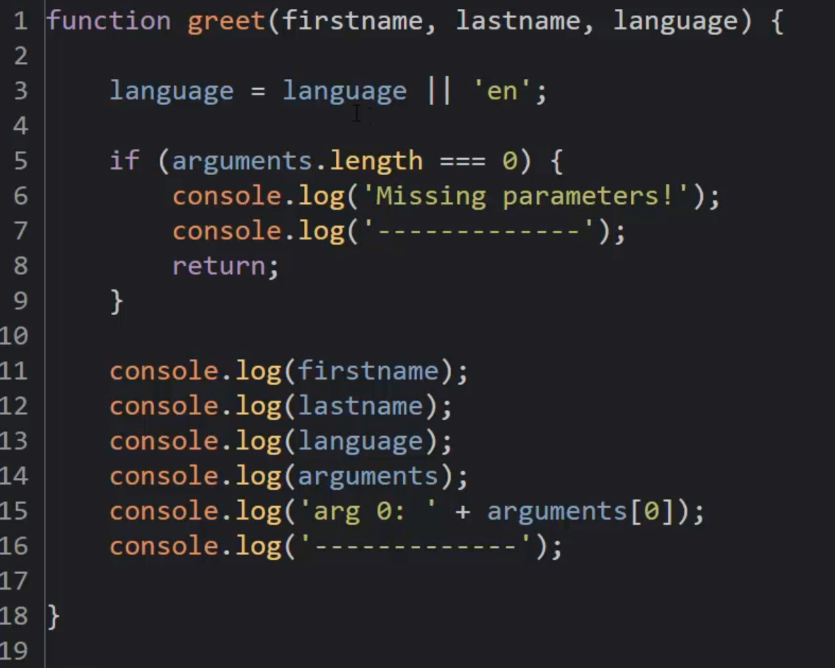 1 function greet(firstname, lastname, language) {
2
3     language = language || 'en';
4
5     if (arguments.length === 0) {
6         console.log('Missing parameters!');
7         console.log('-------------');
8         return;
9     }
10
11     console.log(firstname);
12     console.log(lastname);
13     console.log(language);
14     console.log(arguments);
15     console.log('arg 0: ' + arguments[0]);
16     console.log('-------------');
17
18 }
19